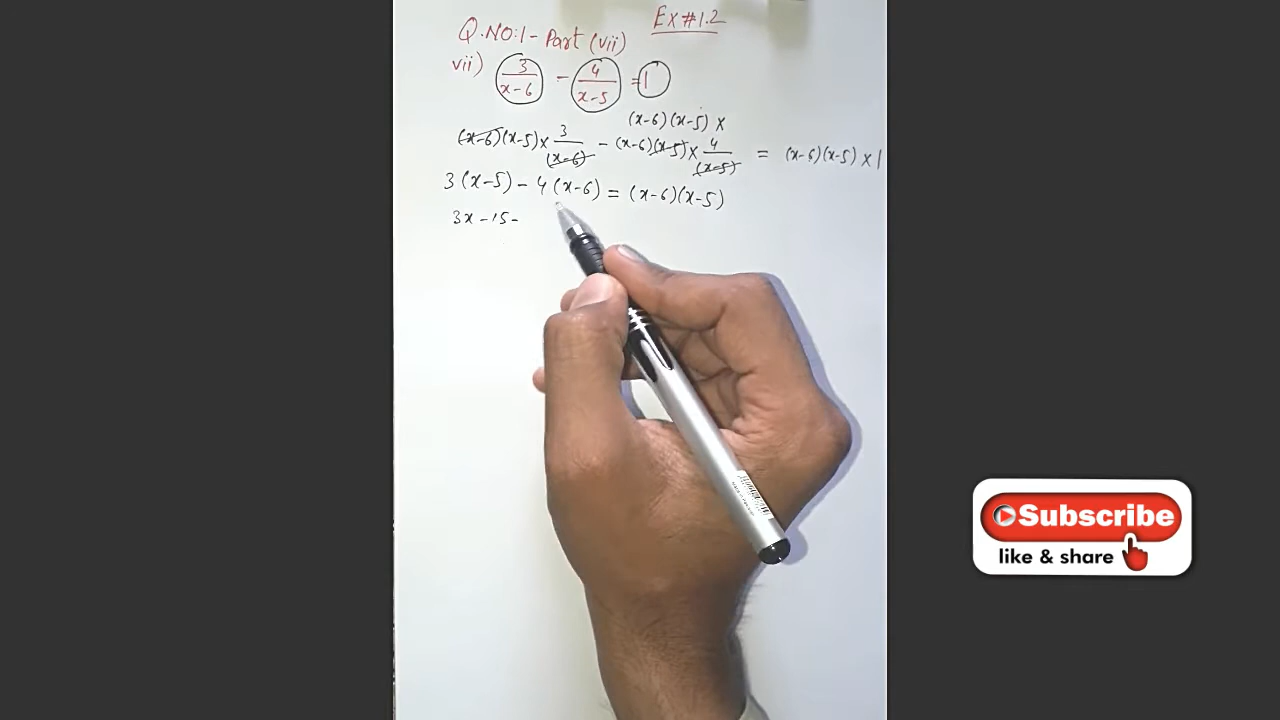 Ex#1.2
Q.NO:1- Part (vii)
vii) 3/(x-6) - 4/(x-5) = 1
(x-6)(x-5) ×
(x-6)(x-5) × 3/(x-6) - (x-6)(x-5) × 4/(x-5) = (x-6)(x-5) × 1
3(x-5) - 4(x-6) = (x-6)(x-5)
3x-15-
Subscribe
like & share